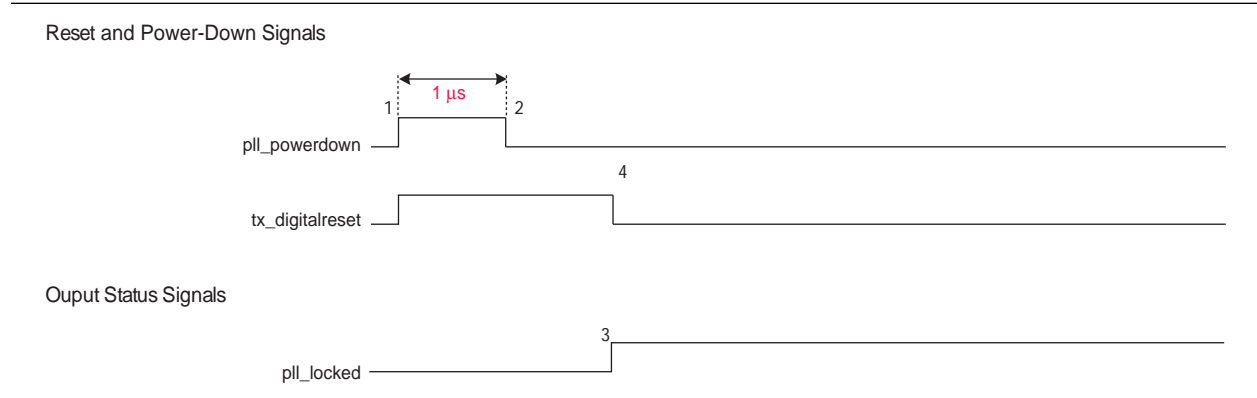 Reset and Power-Down Signals
1 μs
1
2
pll_powerdown
4
tx_digitalreset
Ouput Status Signals
3
pll_locked